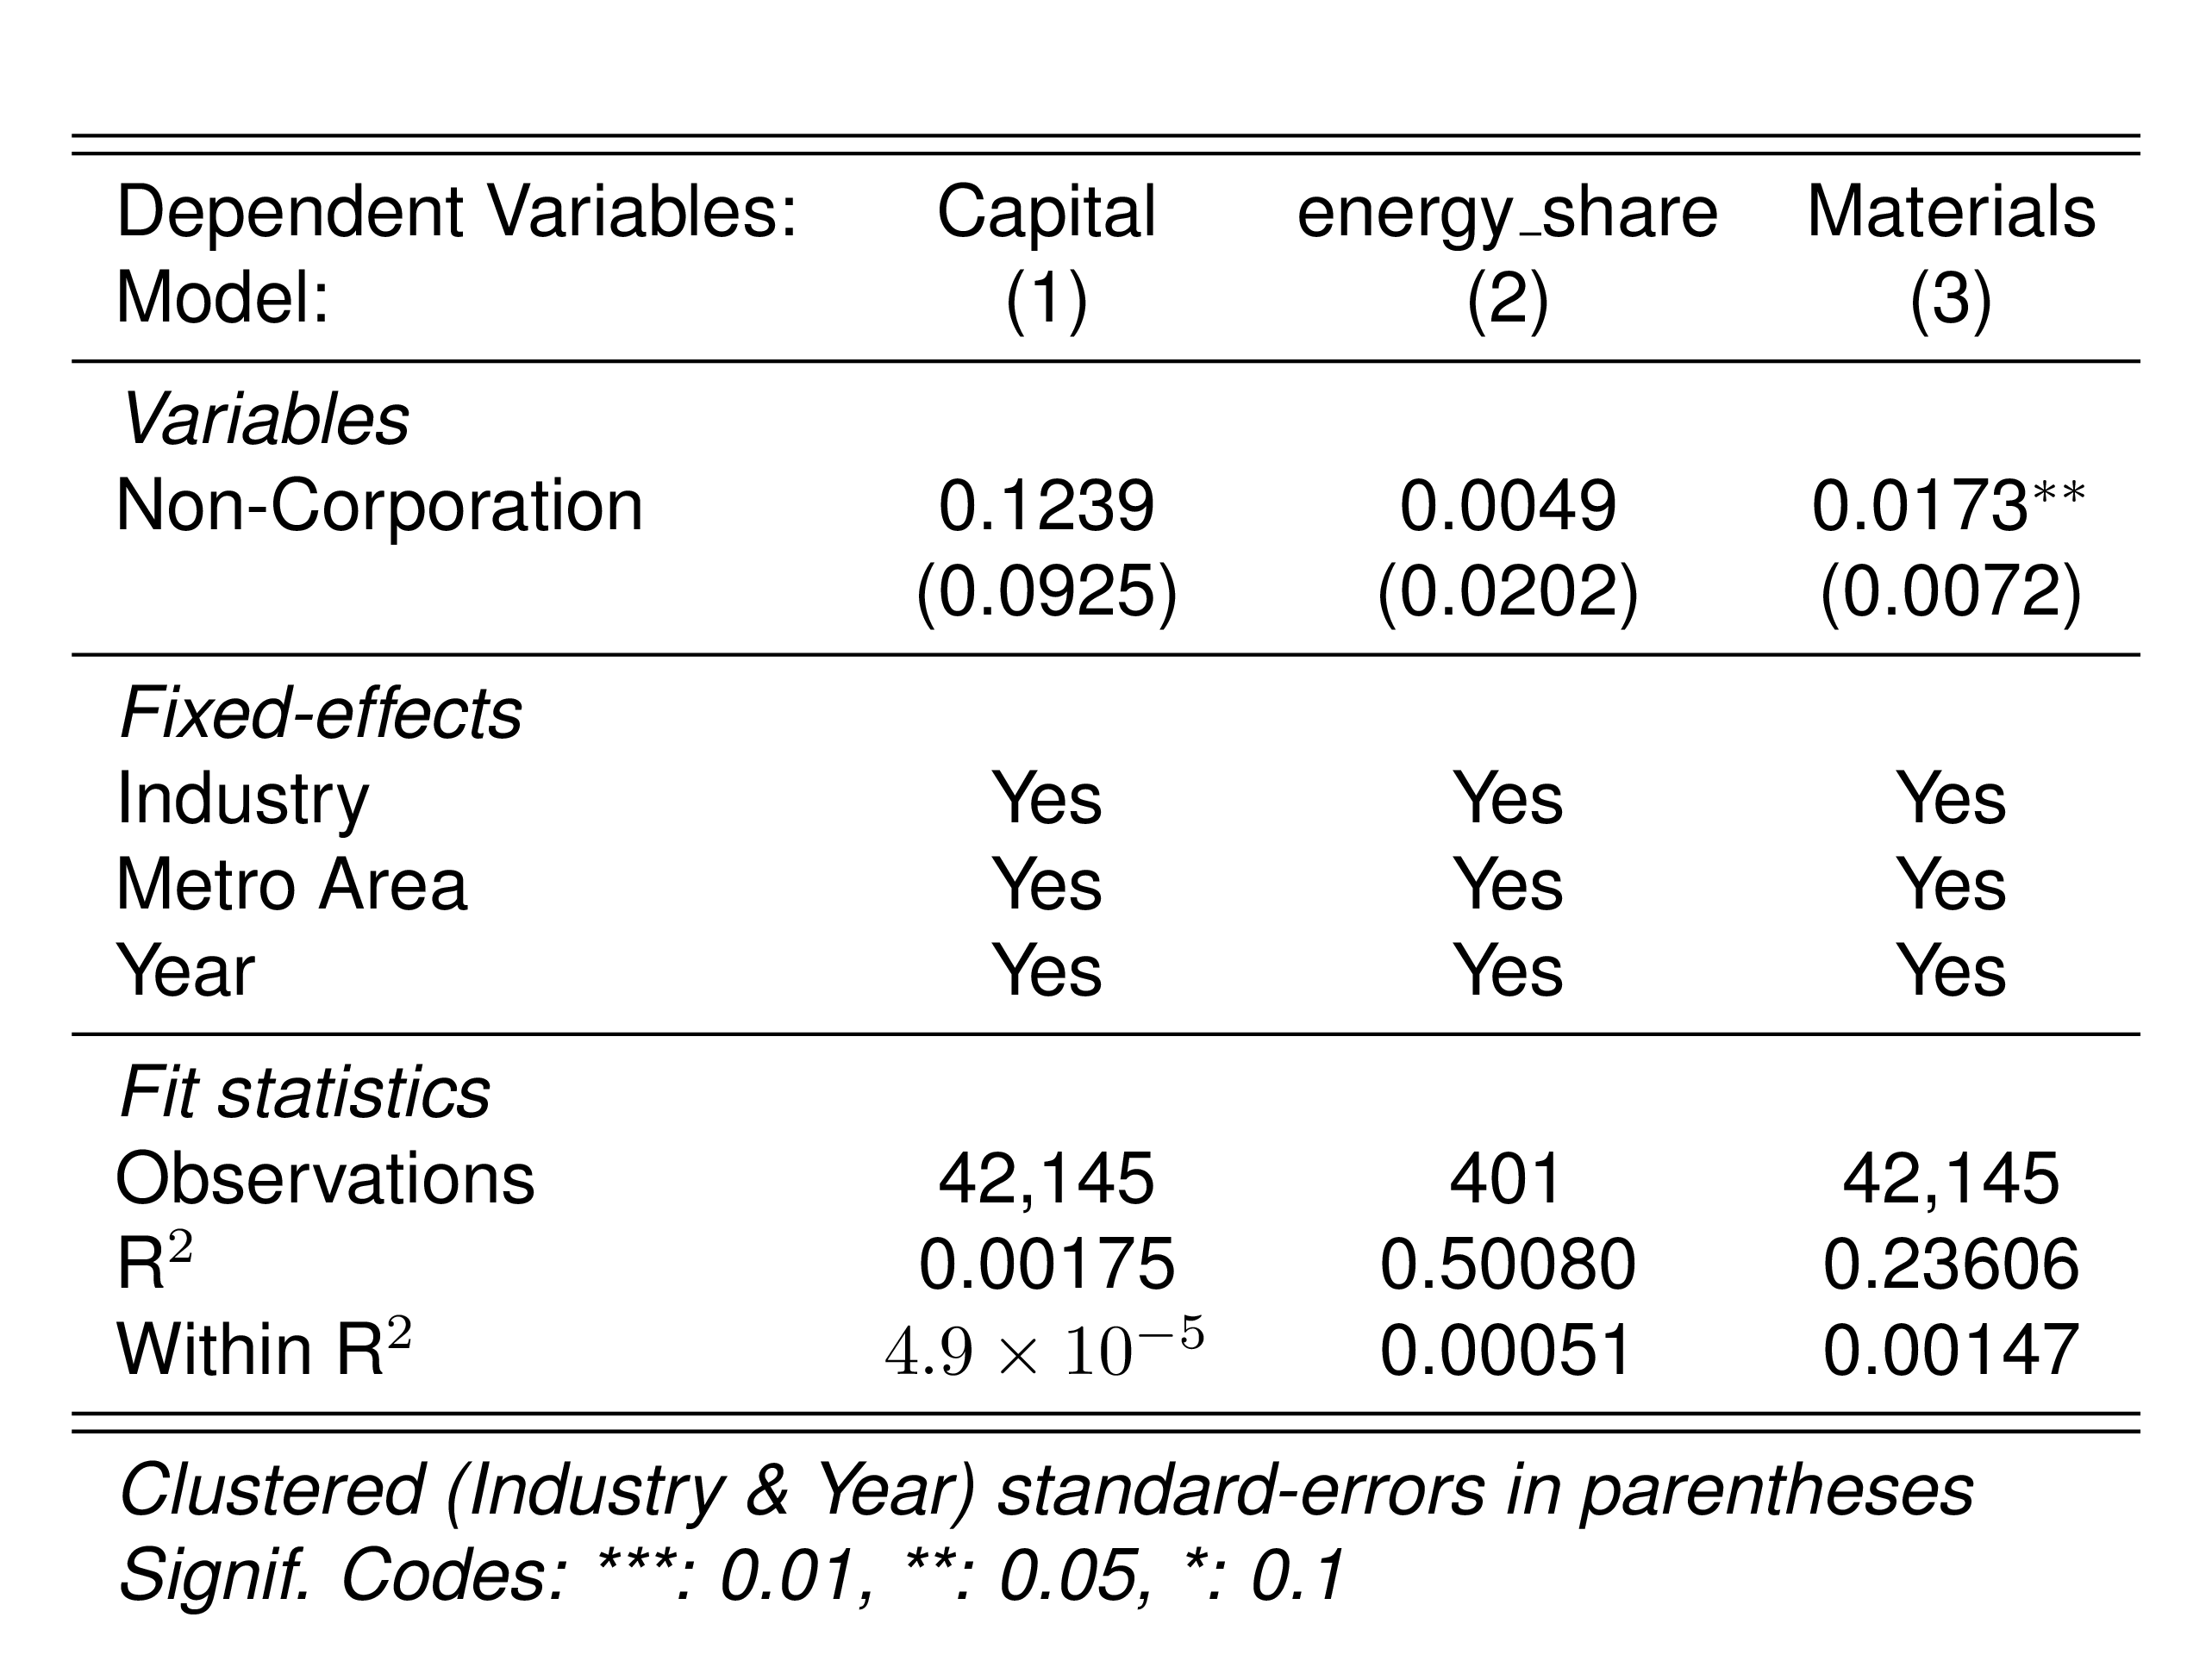 Dependent Variables: Capital energy_share Materials
Model: (1) (2) (3)
Variables
Non-Corporation 0.1239 0.0049 0.0173**
(0.0925) (0.0202) (0.0072)
Fixed-effects
Industry Yes Yes Yes
Metro Area Yes Yes Yes
Year Yes Yes Yes
Fit statistics
Observations 42,145 401 42,145
R² 0.00175 0.50080 0.23606
Within R² 4.9 × 10⁻⁵ 0.00051 0.00147
Clustered (Industry & Year) standard-errors in parentheses
Signif. Codes: ***: 0.01, **: 0.05, *: 0.1